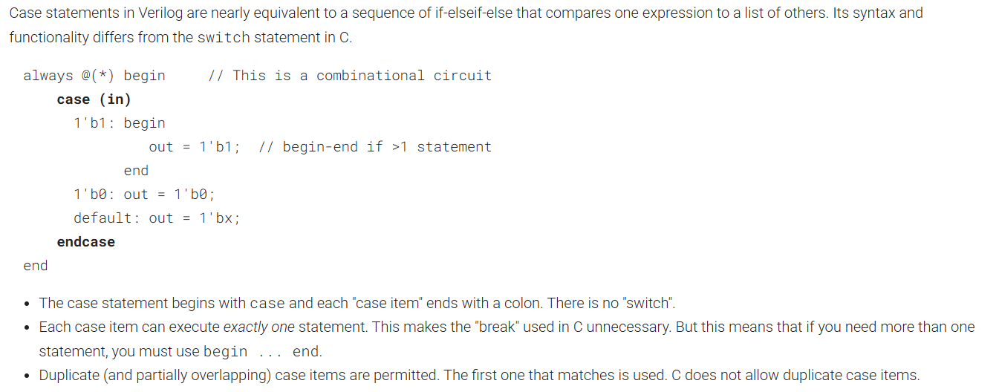 Case statements in Verilog are nearly equivalent to a sequence of if-elseif-else that compares one expression to a list of others. Its syntax and
functionality differs from the switch statement in C.
always @(*) begin     // This is a combinational circuit
    case (in)
      1'b1: begin
               out = 1'b1;  // begin-end if >1 statement
            end
      1'b0: out = 1'b0;
      default: out = 1'bx;
    endcase
end
• The case statement begins with case and each "case item" ends with a colon. There is no "switch".
• Each case item can execute exactly one statement. This makes the "break" used in C unnecessary. But this means that if you need more than one
statement, you must use begin ... end.
• Duplicate (and partially overlapping) case items are permitted. The first one that matches is used. C does not allow duplicate case items.